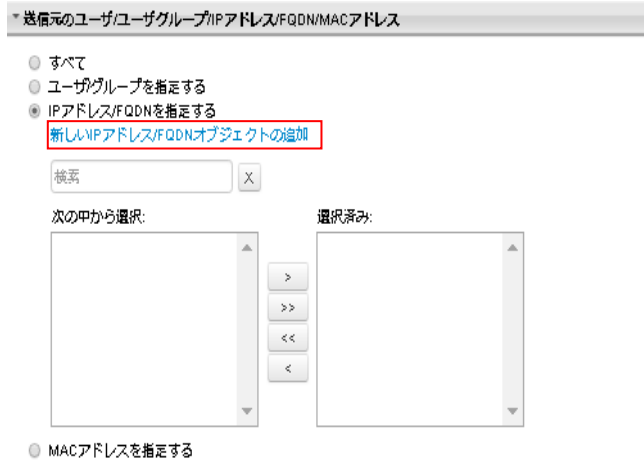 送信元のユーザ/ユーザグループ/IPアドレス/FQDN/MACアドレス
すべて
ユーザ/グループを指定する
IPアドレス/FQDNを指定する
新しいIPアドレス/FQDNオブジェクトの追加
検索 X
次の中から選択: 選択済み:
>
>>
<<
<
MACアドレスを指定する